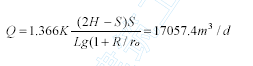 Q=1.366K (2H-S)S / Lg(1+R/r₀) =17057.4m³/d